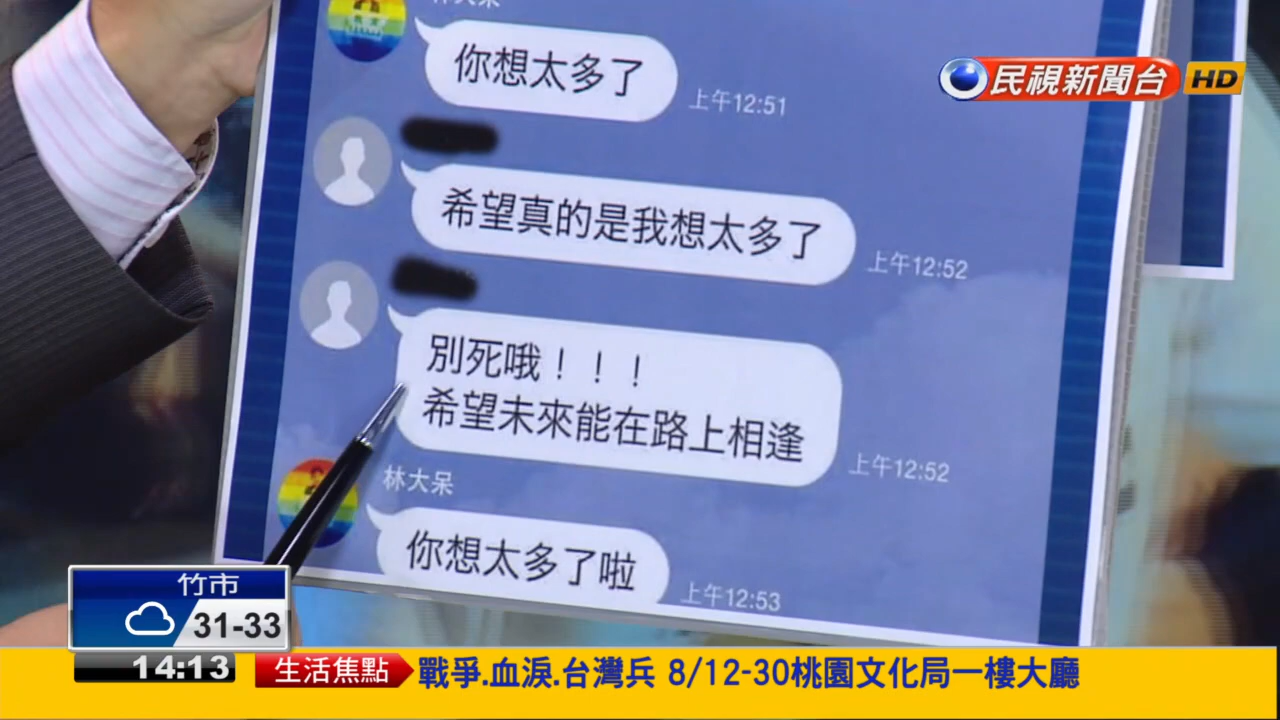 林大呆
你想太多了
上午12:51
民視新聞台 HD
希望真的是我想太多了
上午12:52
別死哦！！！
希望未來能在路上相逢
上午12:52
林大呆
你想太多了啦
上午12:53
竹市
31-33
14:13
生活焦點
戰爭.血淚.台灣兵 8/12-30桃園文化局一樓大廳